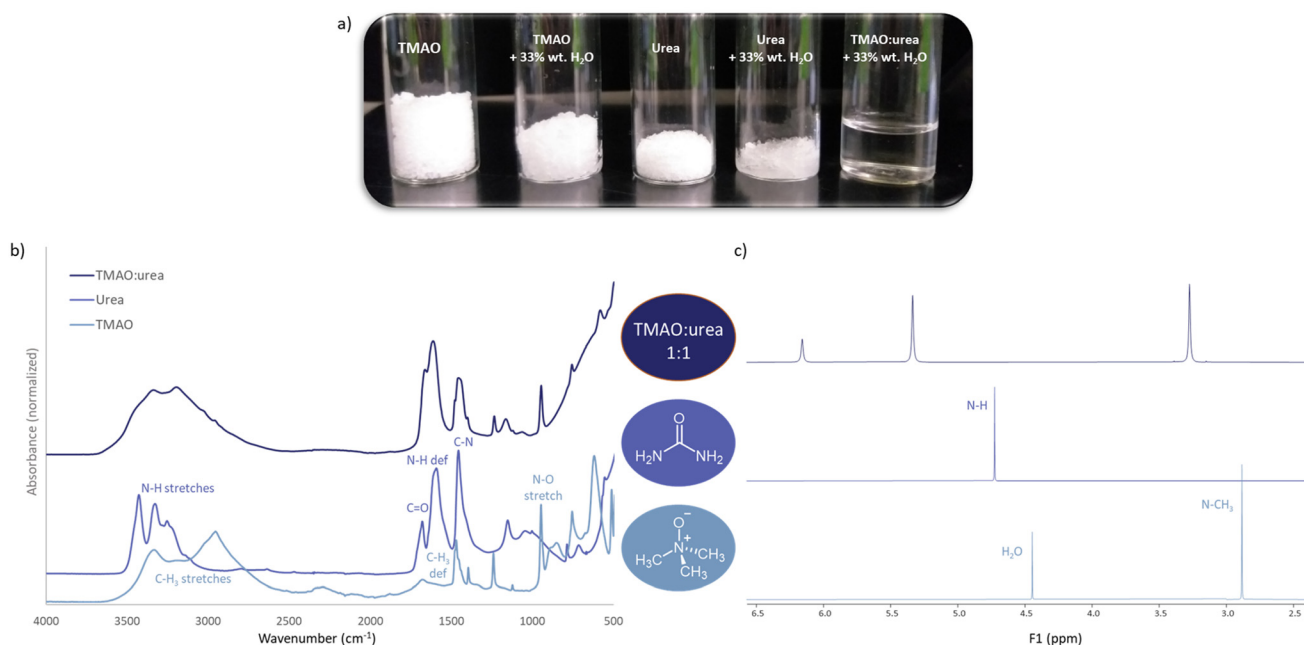 a)
TMAO
TMAO
+ 33% wt. H₂O
Urea
Urea
+ 33% wt. H₂O
TMAO:urea
+ 33% wt. H₂O
b)
TMAO:urea
Urea
TMAO
Absorbance (normalized)
N-H stretches
C-H₃ stretches
C=O
N-H def
C-N
C-H₃
def
N-O
stretch
4000
3500
3000
2500
2000
1500
1000
500
Wavenumber (cm⁻¹)
TMAO:urea
1:1
O
H₂N
NH₂
O⁻
N⁺
H₃C
CH₃
CH₃
c)
N-H
N-CH₃
H₂O
6.5
6.0
5.5
5.0
4.5
4.0
3.5
3.0
2.5
F1 (ppm)